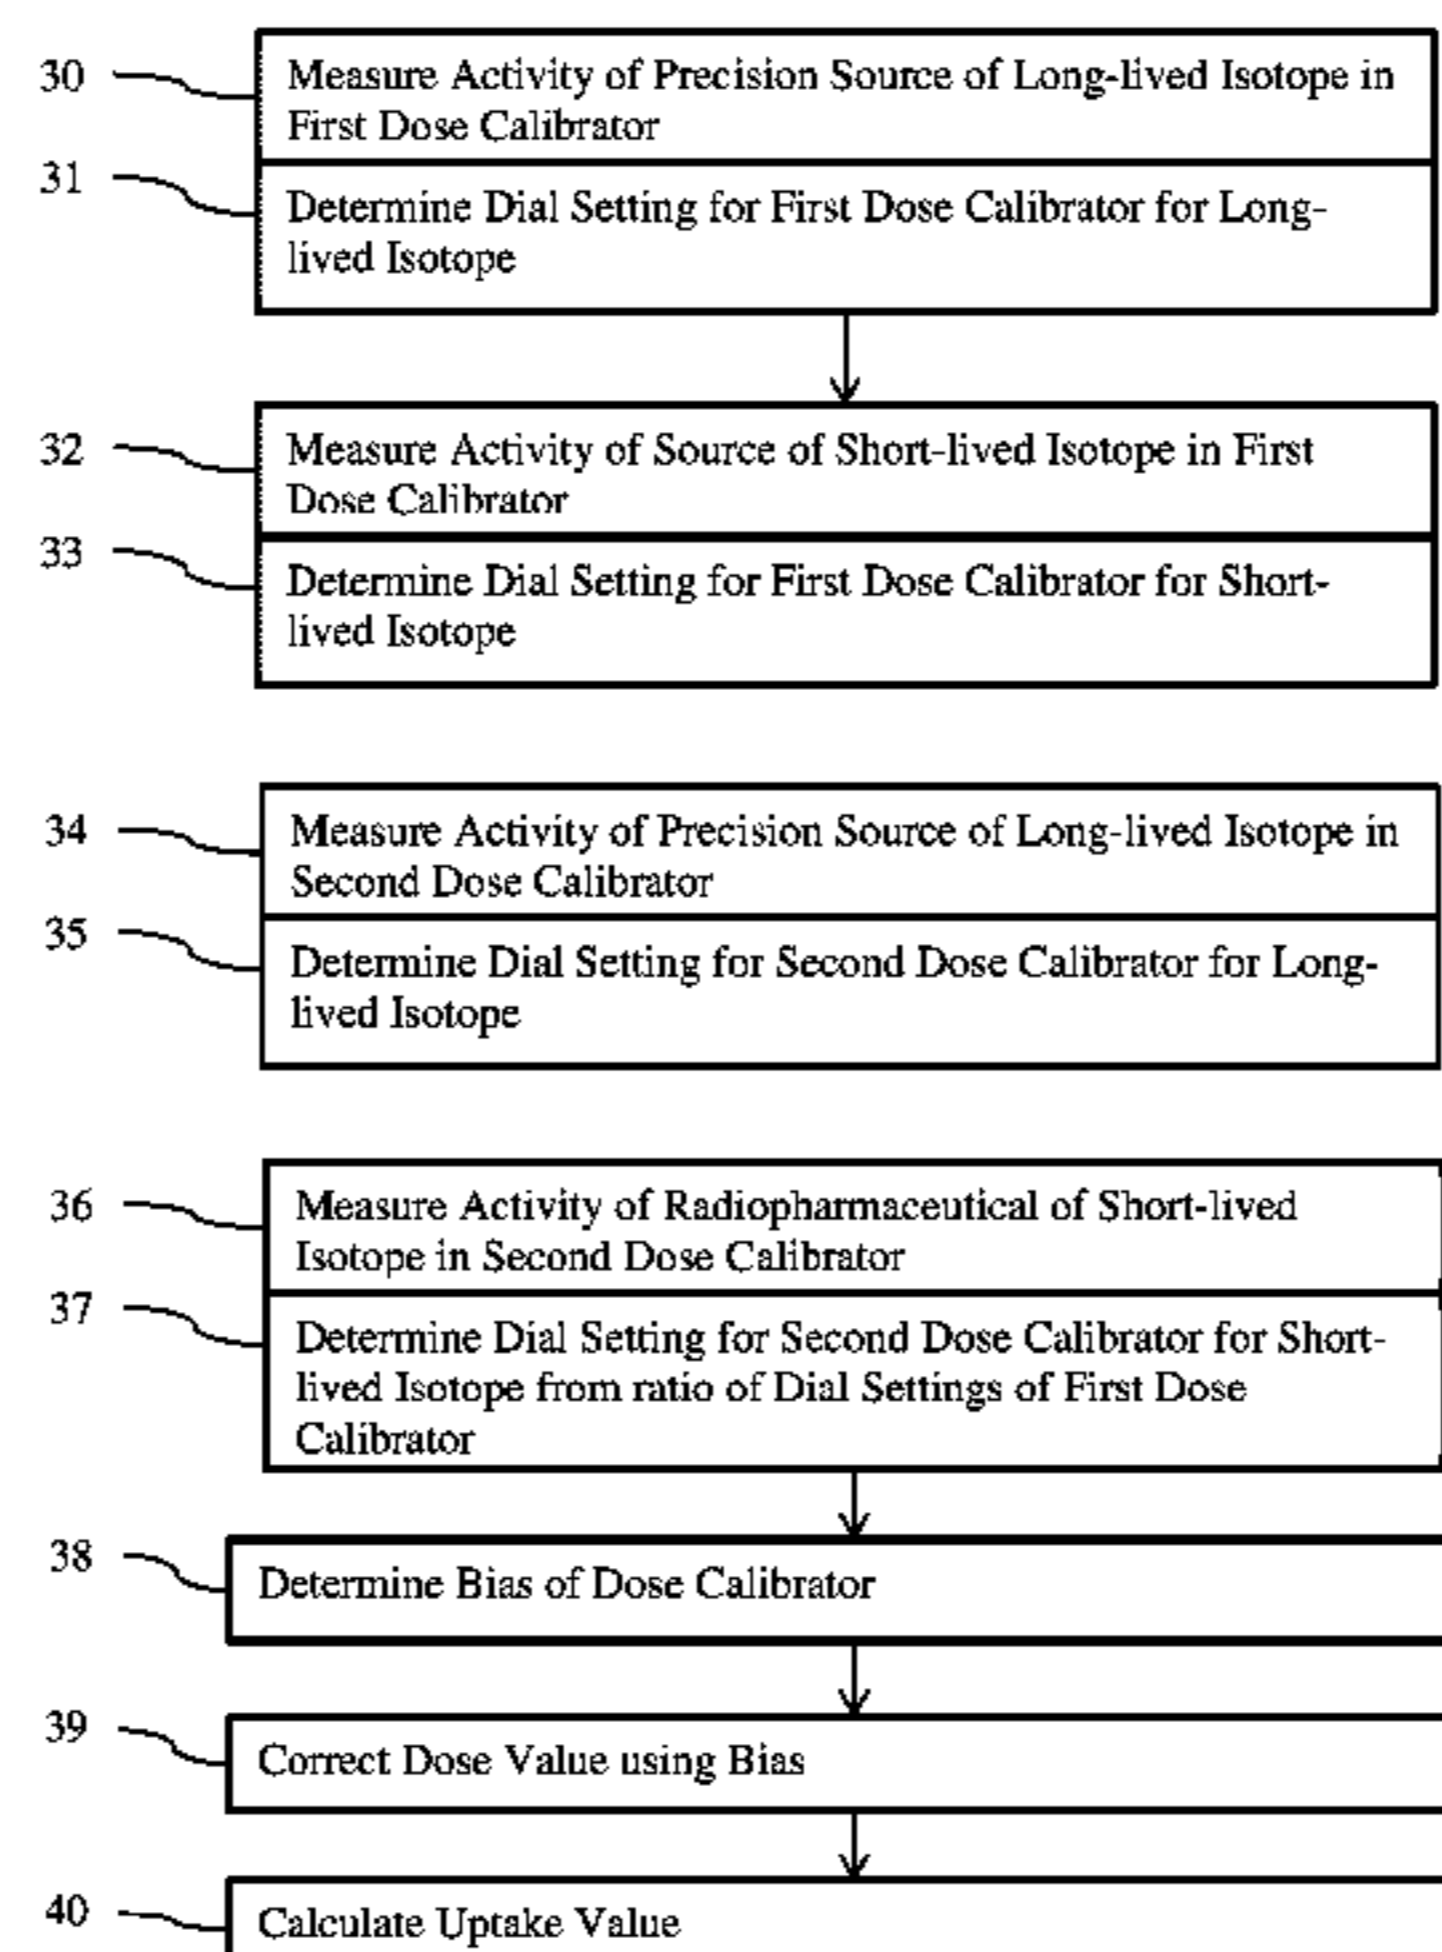 30
Measure Activity of Precision Source of Long-lived Isotope in
First Dose Calibrator
31
Determine Dial Setting for First Dose Calibrator for Long-
lived Isotope
32
Measure Activity of Source of Short-lived Isotope in First
Dose Calibrator
33
Determine Dial Setting for First Dose Calibrator for Short-
lived Isotope
34
Measure Activity of Precision Source of Long-lived Isotope in
Second Dose Calibrator
35
Determine Dial Setting for Second Dose Calibrator for Long-
lived Isotope
36
Measure Activity of Radiopharmaceutical of Short-lived
Isotope in Second Dose Calibrator
37
Determine Dial Setting for Second Dose Calibrator for Short-
lived Isotope from ratio of Dial Settings of First Dose
Calibrator
38
Determine Bias of Dose Calibrator
39
Correct Dose Value using Bias
40
Calculate Uptake Value